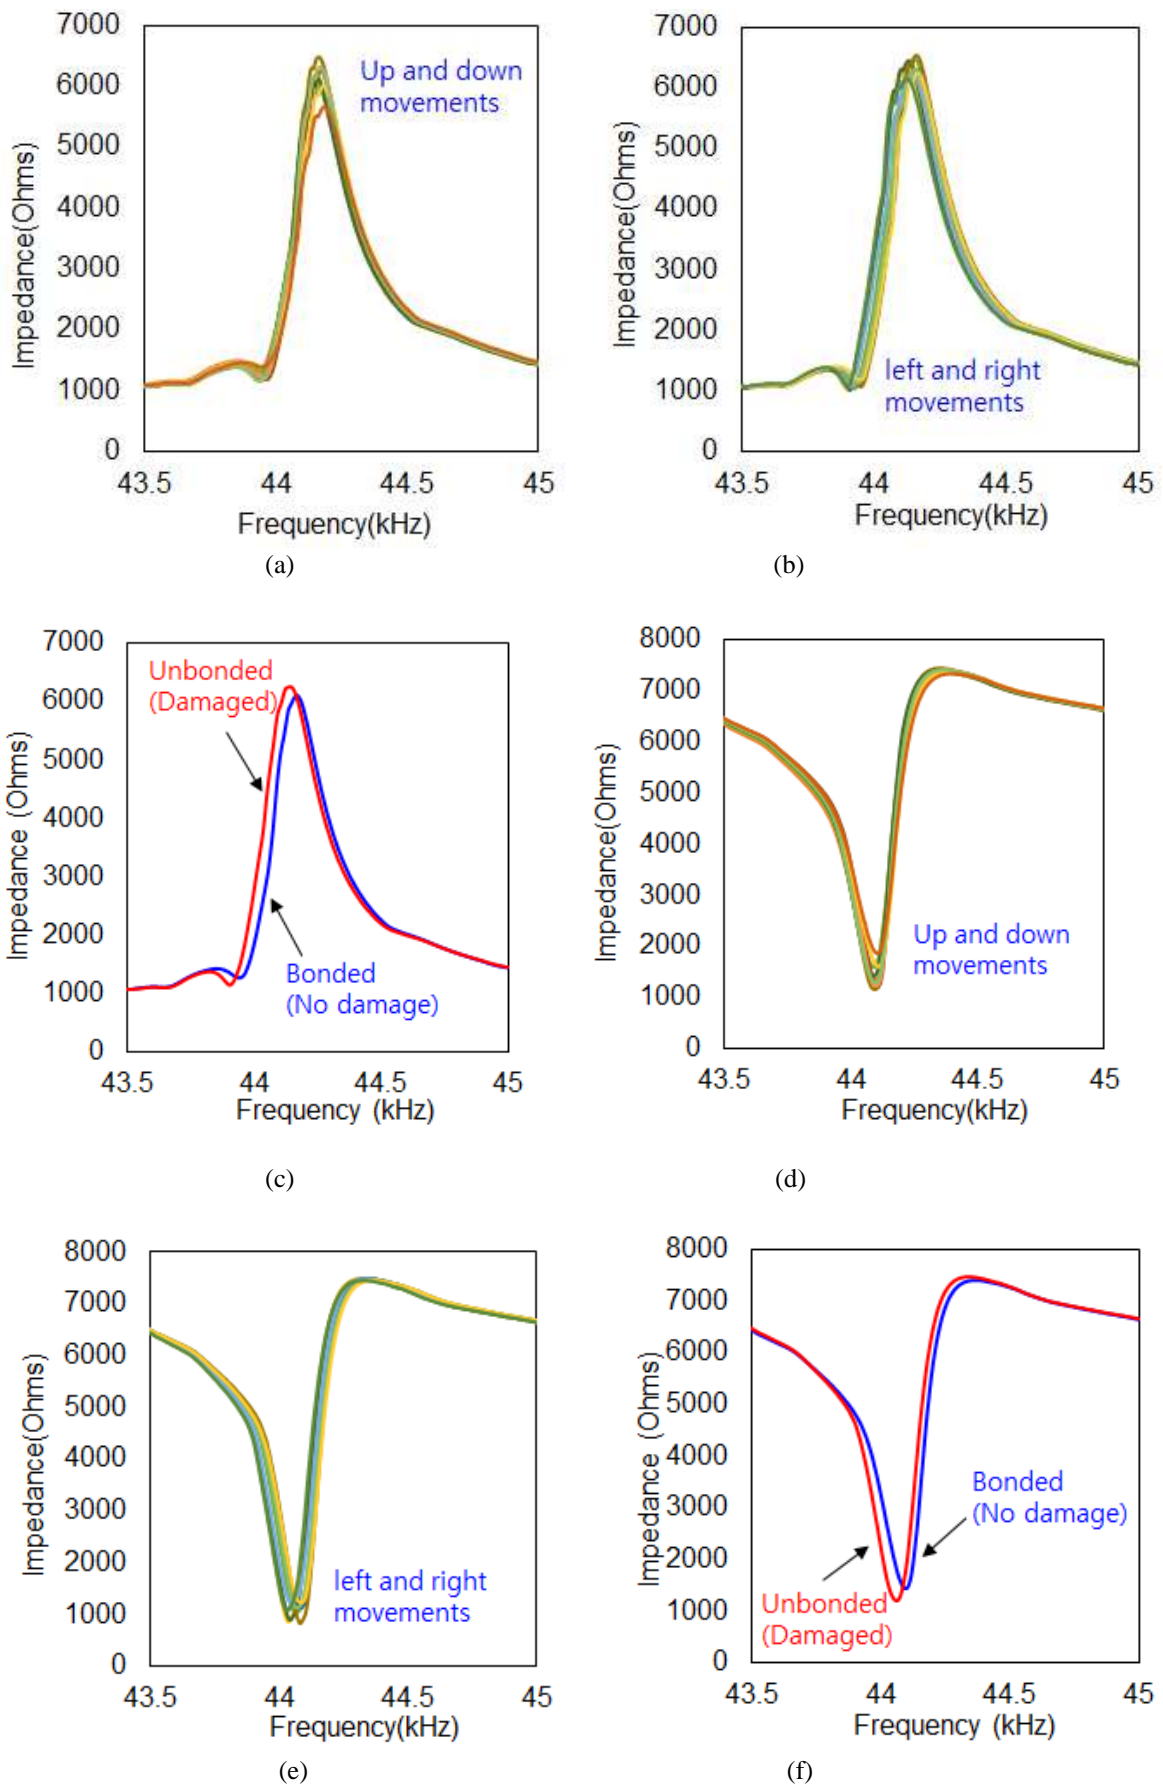 7000
6000
5000
4000
3000
2000
1000
0
Impedance(Ohms)
Up and down
movements
43.5 44 44.5 45
Frequency(kHz)
(a)
7000
6000
5000
4000
3000
2000
1000
0
Impedance(Ohms)
left and right
movements
43.5 44 44.5 45
Frequency(kHz)
(b)
7000
6000
5000
4000
3000
2000
1000
0
Impedance (Ohms)
Unbonded
(Damaged)
Bonded
(No damage)
43.5 44 44.5 45
Frequency (kHz)
(c)
8000
7000
6000
5000
4000
3000
2000
1000
0
Impedance(Ohms)
Up and down
movements
43.5 44 44.5 45
Frequency(kHz)
(d)
8000
7000
6000
5000
4000
3000
2000
1000
0
Impedance(Ohms)
left and right
movements
43.5 44 44.5 45
Frequency(kHz)
(e)
8000
7000
6000
5000
4000
3000
2000
1000
0
Impedance (Ohms)
Bonded
(No damage)
Unbonded
(Damaged)
43.5 44 44.5 45
Frequency (kHz)
(f)